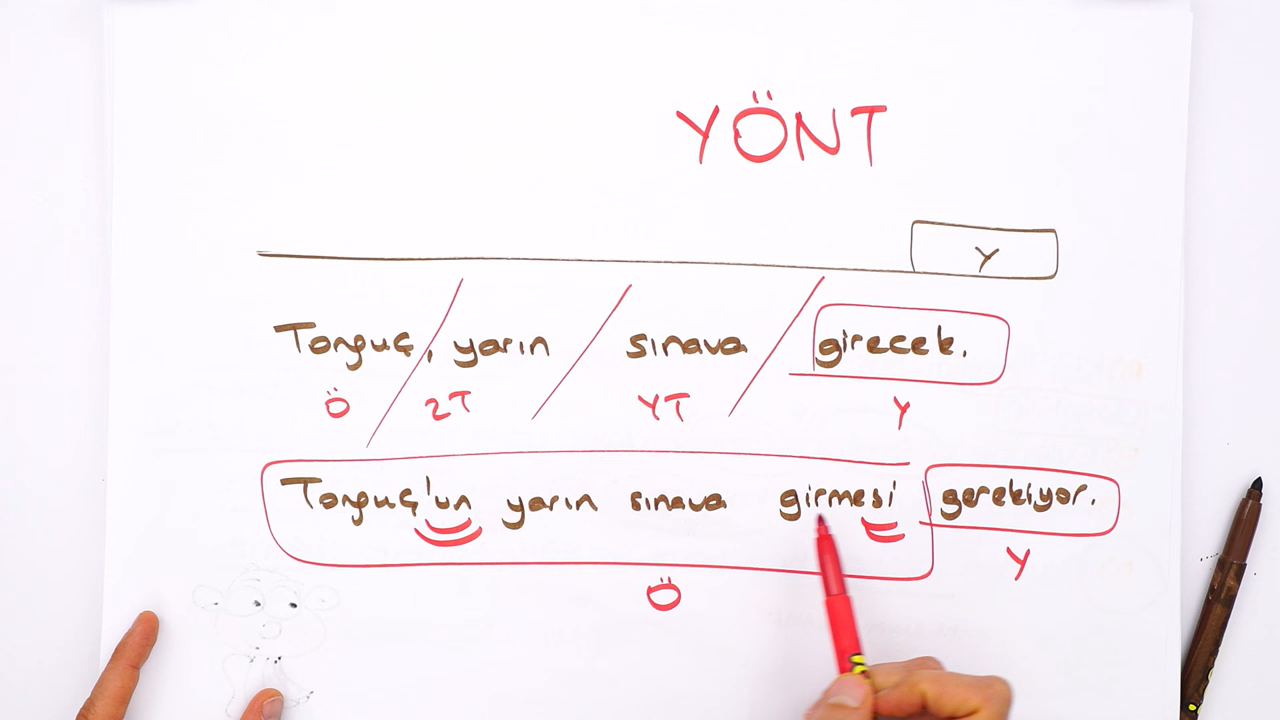 YÖNT
Y
Tonguç, yarın sınava girecek.
Ö ZT YT Y
Tonguç'un yarın sınava girmesi gerekiyor.
Ö Y